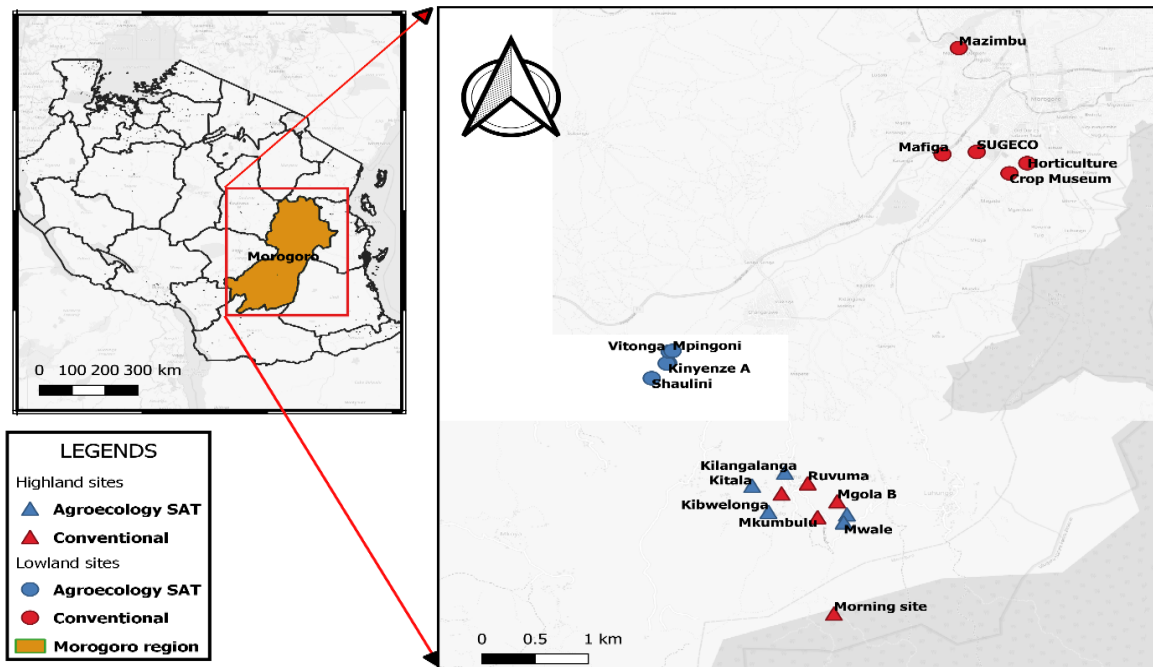 Morogoro
0 100 200 300 km
LEGENDS
Highland sites
Agroecology SAT
Conventional
Lowland sites
Agroecology SAT
Conventional
Morogoro region
Mazimbu
Mafiga
SUGECO
Horticulture
Crop Museum
Vitonga
Mpingoni
Kinyenze A
Shaulini
Kilangalanga
Kitala
Ruvuma
Kibwelonga
Mgola B
Mkumbulu
Mwale
Morning site
0 0.5 1 km